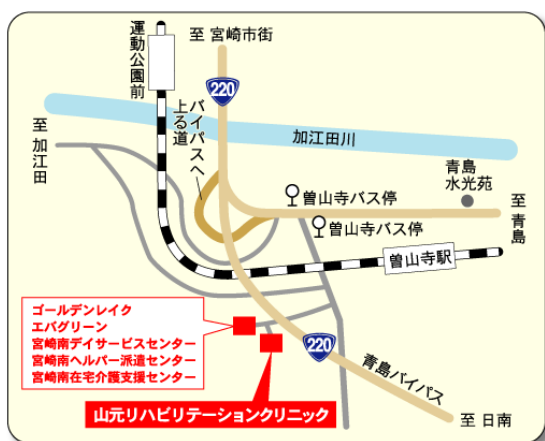 運動公園前
至 宮崎市街
220
バイパスへ
上る道
至 加江田
加江田川
青島
水光苑
至 青島
曽山寺バス停
曽山寺バス停
曽山寺駅
ゴールデンレイク
エバグリーン
宮崎南デイサービスセンター
宮崎南ヘルパー派遣センター
宮崎南在宅介護支援センター
220
青島バイパス
山元リハビリテーションクリニック
至 日南